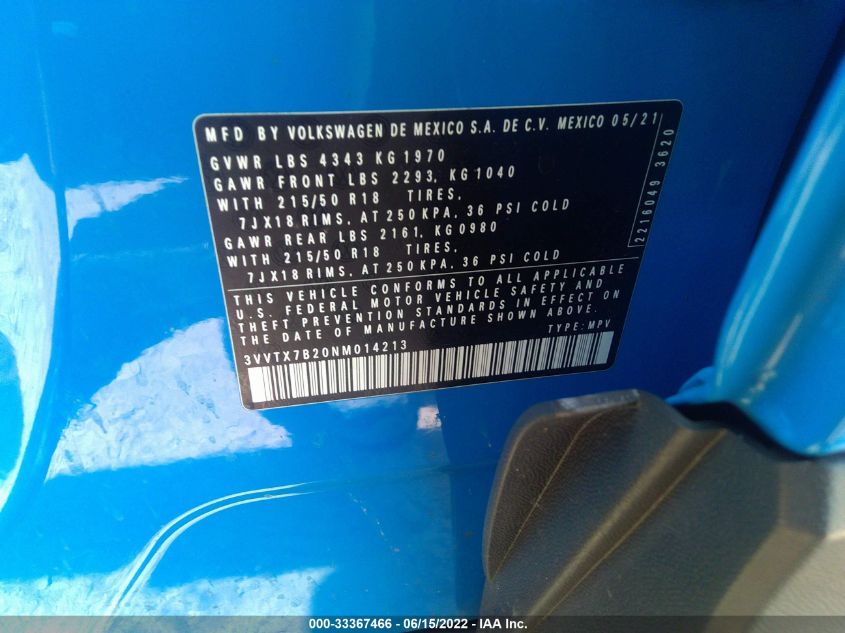 MFD BY VOLKSWAGEN DE MEXICO S.A. DE C.V. MEXICO 05/21
GVWR LBS 4343 KG 1970
GAWR FRONT LBS 2293, KG 1040
WITH 215/50 R18 TIRES,
7JX18 RIMS, AT 250 KPA, 36 PSI COLD
GAWR REAR LBS 2161, KG 0980
WITH 215/50 R18 TIRES,
7JX18 RIMS, AT 250 KPA, 36 PSI COLD
2216049 3620
THIS VEHICLE CONFORMS TO ALL APPLICABLE
U.S. FEDERAL MOTOR VEHICLE SAFETY AND
THEFT PREVENTION STANDARDS IN EFFECT ON
THE DATE OF MANUFACTURE SHOWN ABOVE.
3VVTX7B20NM014213 TYPE: MPV
000-33367466 - 06/15/2022 - IAA Inc.